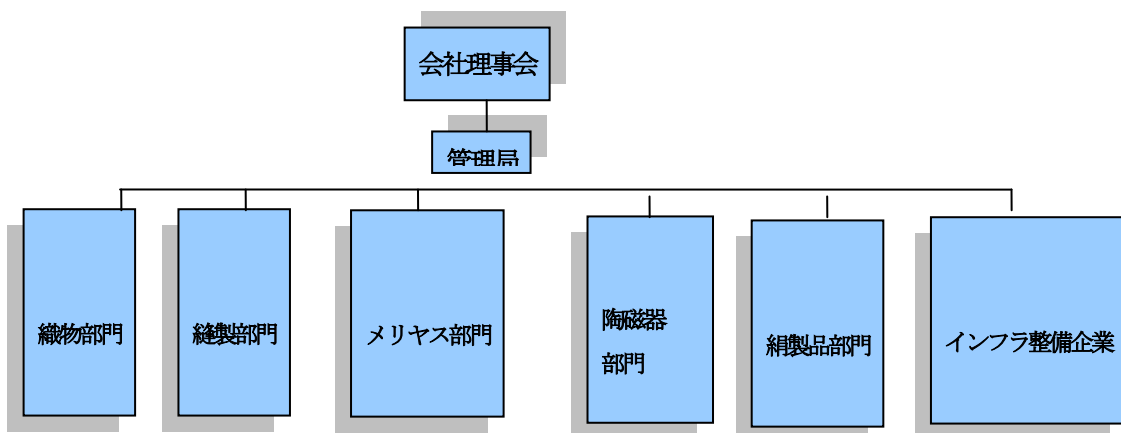 会社理事会
管理局
織物部門
縫製部門
メリヤス部門
陶磁器
部門
絹製品部門
インフラ整備企業